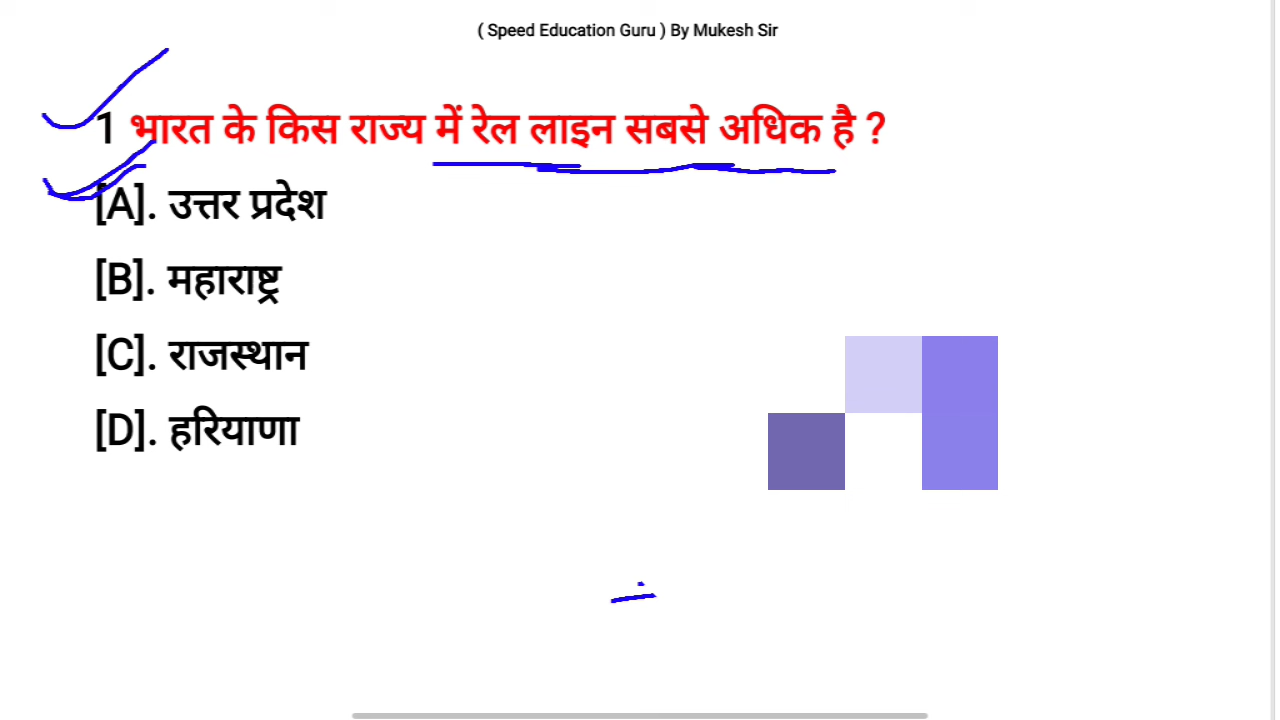 ( Speed Education Guru ) By Mukesh Sir
1 भारत के किस राज्य में रेल लाइन सबसे अधिक है ?
[A]. उत्तर प्रदेश
[B]. महाराष्ट्र
[C]. राजस्थान
[D]. हरियाणा